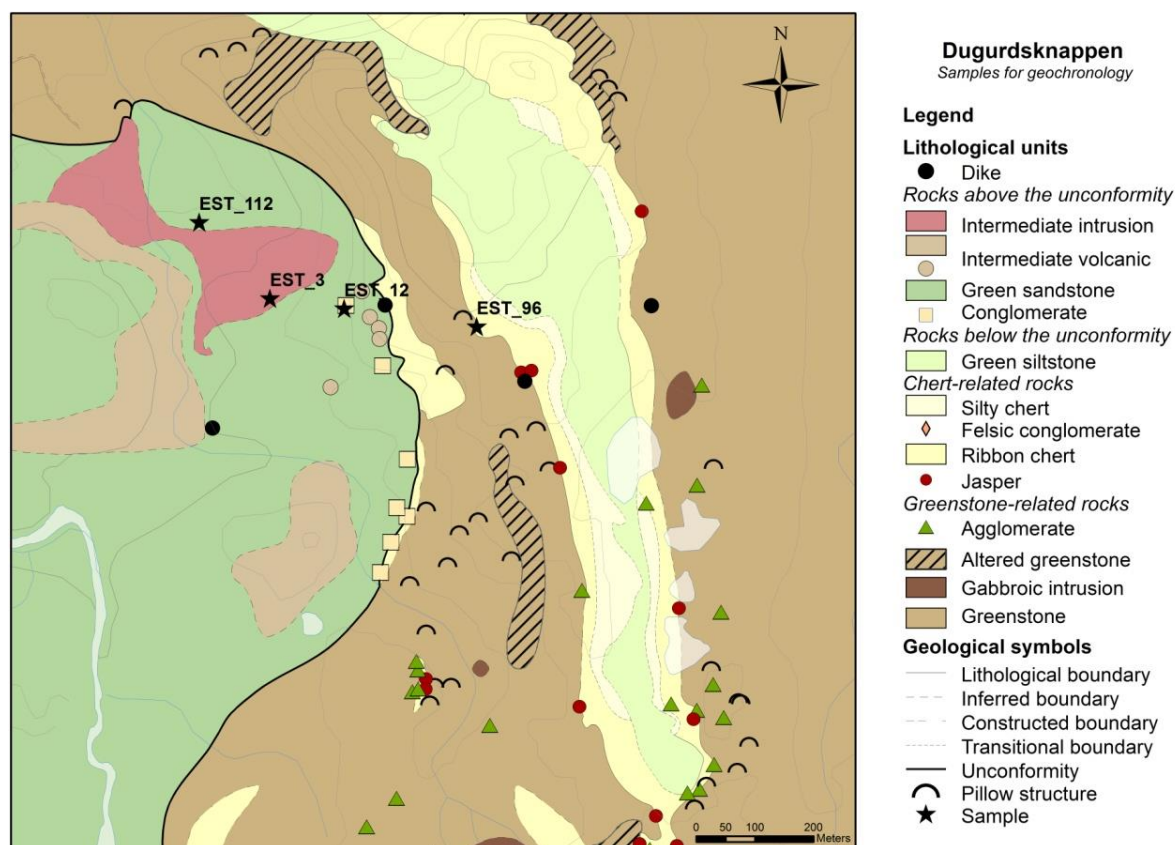 N
EST_112
EST_3
EST_12
EST_96
0 50 100 200
Meters
Dugurdsknappen
Samples for geochronology
Legend
Lithological units
Dike
Rocks above the unconformity
Intermediate intrusion
Intermediate volcanic
Green sandstone
Conglomerate
Rocks below the unconformity
Green siltstone
Chert-related rocks
Silty chert
Felsic conglomerate
Ribbon chert
Jasper
Greenstone-related rocks
Agglomerate
Altered greenstone
Gabbroic intrusion
Greenstone
Geological symbols
Lithological boundary
Inferred boundary
Constructed boundary
Transitional boundary
Unconformity
Pillow structure
Sample